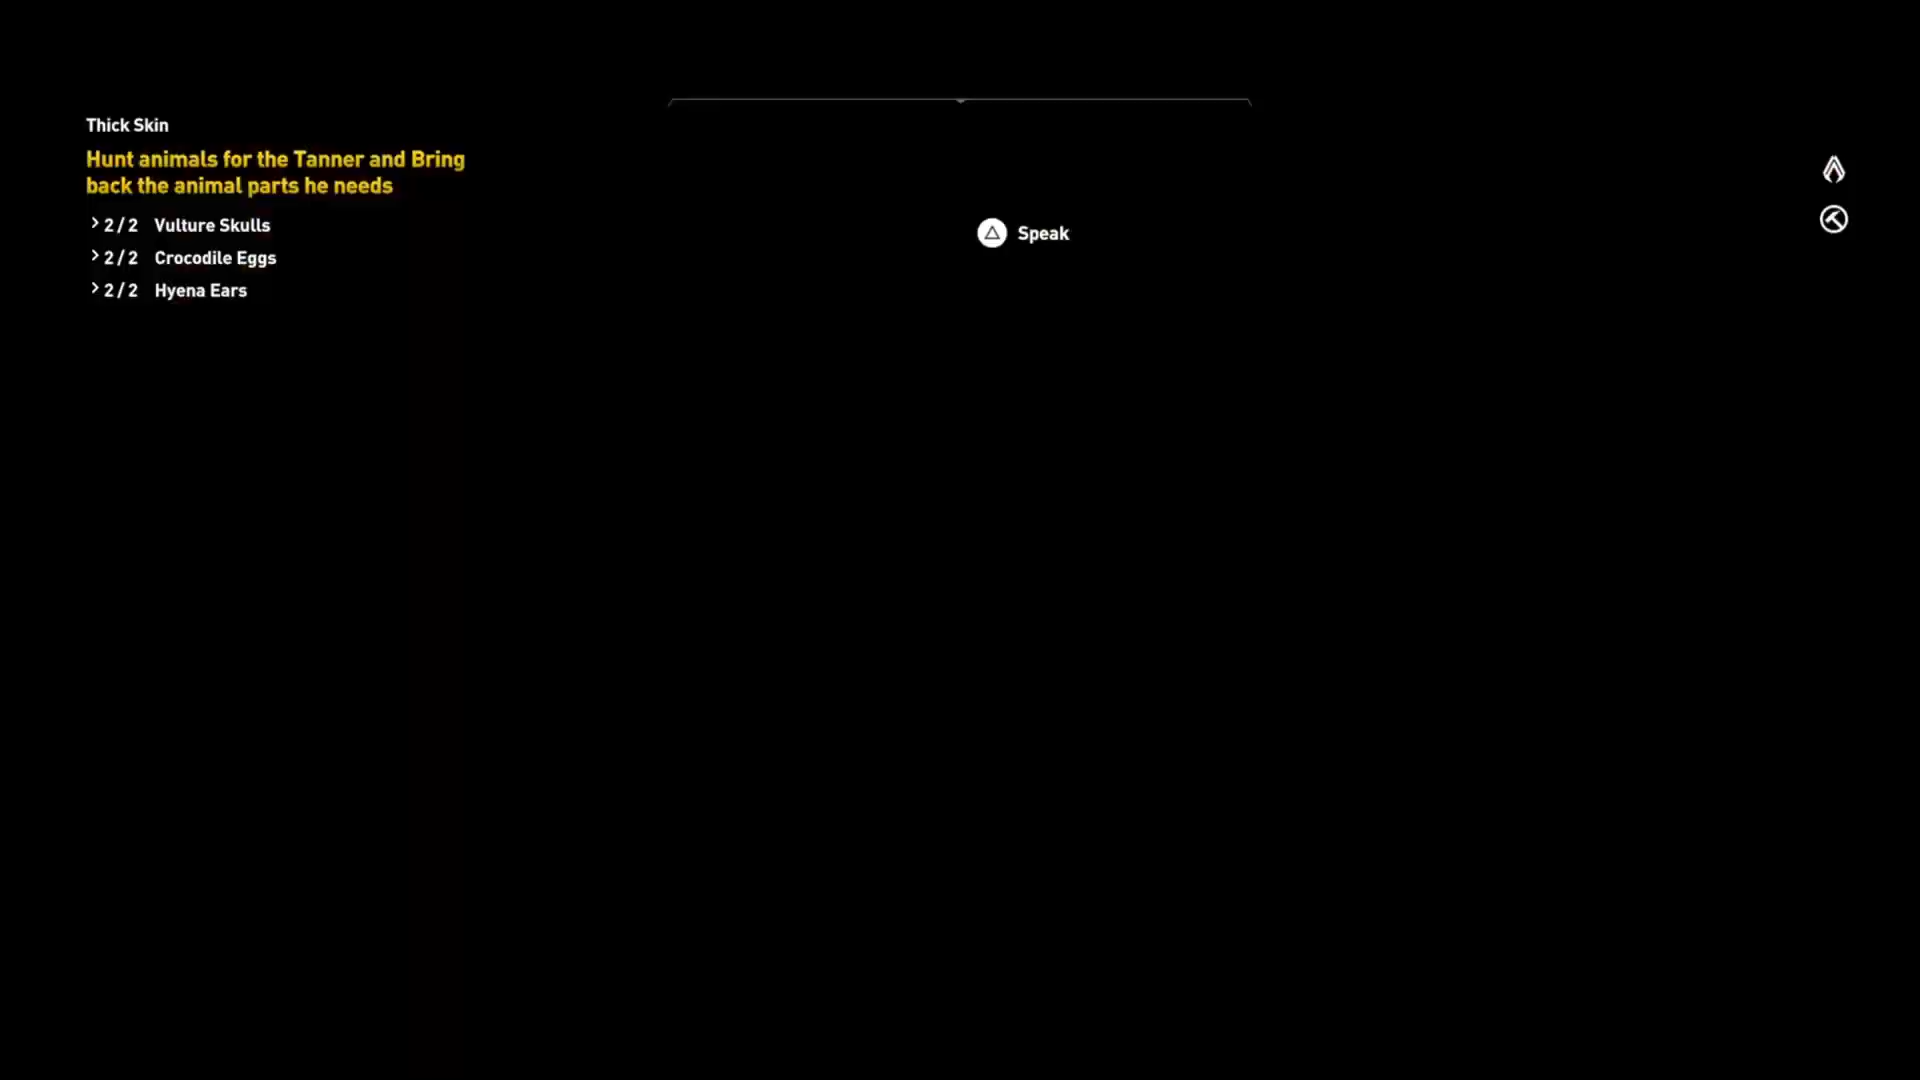 Thick Skin
Hunt animals for the Tanner and Bring
back the animal parts he needs
2/2 Vulture Skulls
2/2 Crocodile Eggs
2/2 Hyena Ears
Speak